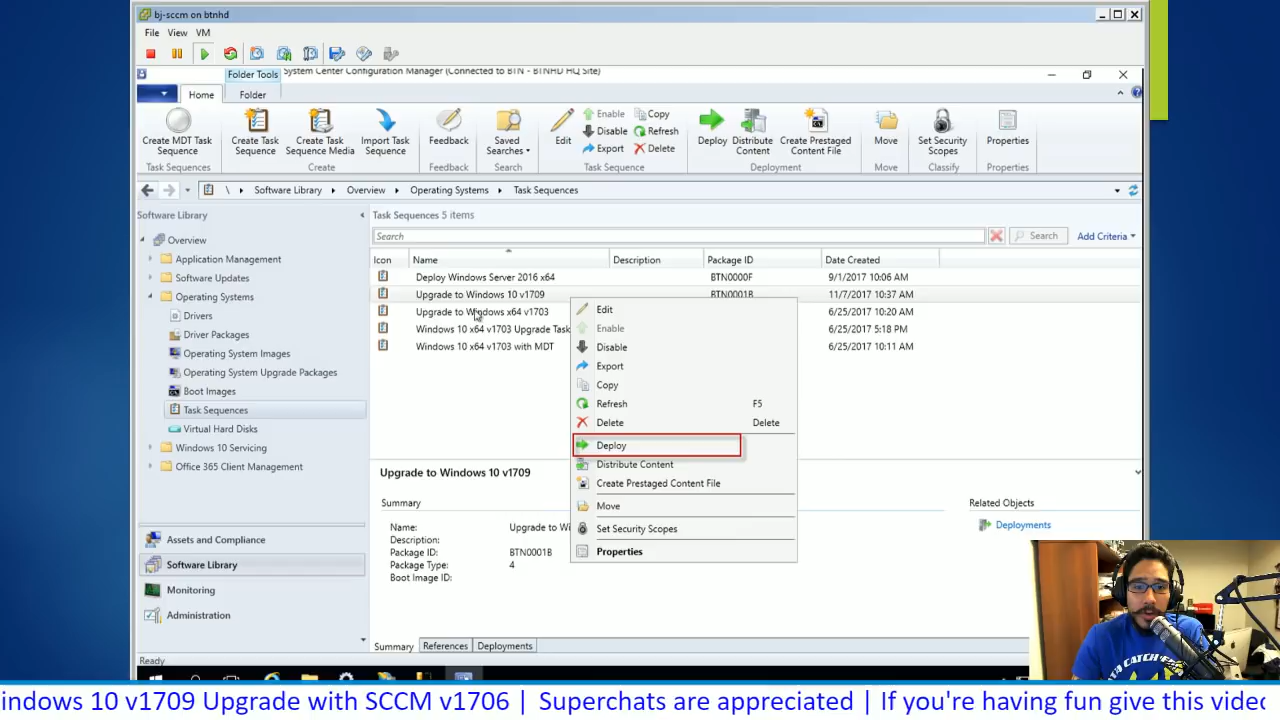 bj-sccm on btnhd
File View VM
Folder Tools System Center Configuration Manager (Connected to BTN - BTNHD HQ Site)
Home Folder
Create MDT Task Sequence
Create Task Sequence
Create Task Sequence Media
Import Task Sequence
Feedback
Saved Searches
Edit
Enable
Disable
Export
Copy
Refresh
Delete
Deploy
Distribute Content
Create Prestaged Content File
Move
Set Security Scopes
Properties
Task Sequences Create Feedback Search Task Sequence Deployment Move Classify Properties
\ Software Library Overview Operating Systems Task Sequences
Software Library
Overview
Application Management
Software Updates
Operating Systems
Drivers
Driver Packages
Operating System Images
Operating System Upgrade Packages
Boot Images
Task Sequences
Virtual Hard Disks
Windows 10 Servicing
Office 365 Client Management
Assets and Compliance
Software Library
Monitoring
Administration
Task Sequences 5 items
Search Search Add Criteria
Icon Name Description Package ID Date Created
Deploy Windows Server 2016 x64 BTN0000F 9/1/2017 10:06 AM
Upgrade to Windows 10 v1709 BTN0001B 11/7/2017 10:37 AM
Upgrade to Windows x64 v1703 6/25/2017 10:20 AM
Windows 10 x64 v1703 Upgrade Task 6/25/2017 5:18 PM
Windows 10 x64 v1703 with MDT 6/25/2017 10:11 AM
Edit
Enable
Disable
Export
Copy
Refresh F5
Delete Delete
Deploy
Distribute Content
Create Prestaged Content File
Move
Set Security Scopes
Properties
Upgrade to Windows 10 v1709
Summary
Name: Upgrade to Wi
Description:
Package ID: BTN0001B
Package Type: 4
Boot Image ID:
Related Objects
Deployments
Summary References Deployments
Ready
indows 10 v1709 Upgrade with SCCM v1706 | Superchats are appreciated | If you're having fun give this video